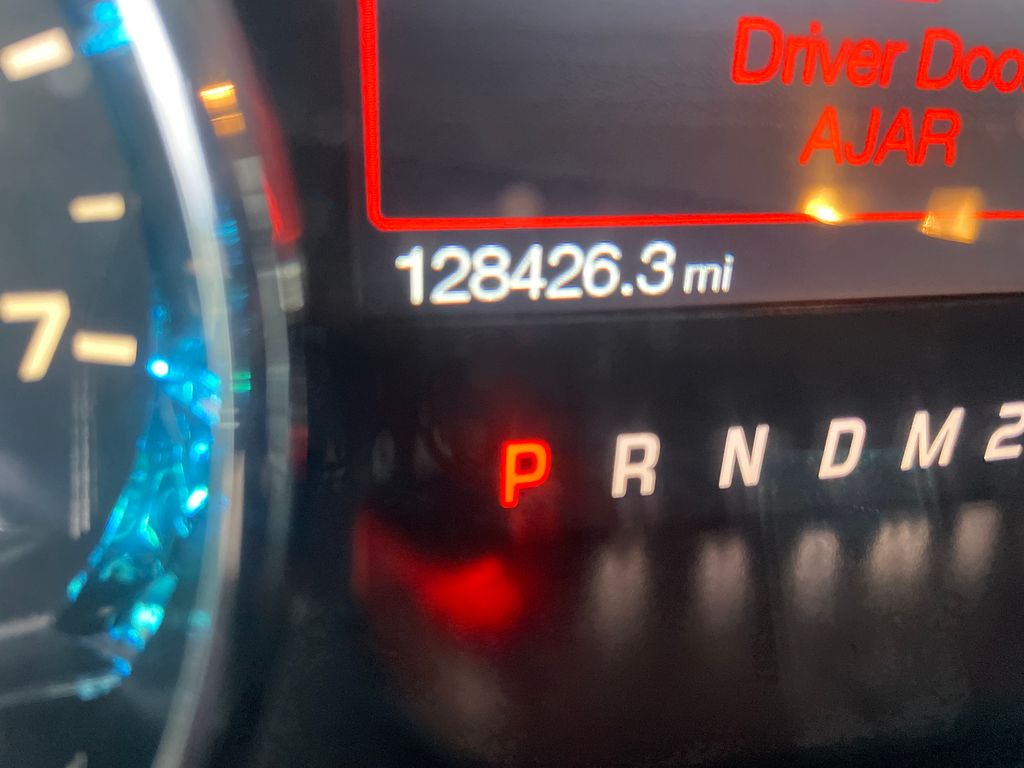 Driver Doo
AJAR
128426.3 mi
P R N D M 2
7